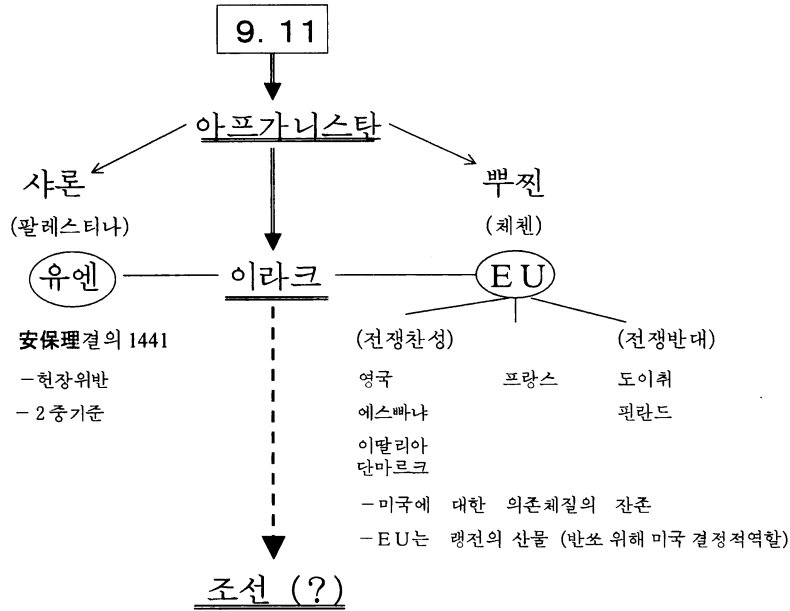 9. 11
아프가니스탄
샤론
뿌찐
(팔레스티나)
(체첸)
유엔
이라크
EU
安保理결의 1441
(전쟁찬성)
(전쟁반대)
-헌장위반
영국
프랑스
도이취
- 2중기준
에스빠냐
핀란드
이딸리아
단마르크
-미국에 대한 의존체질의 잔존
-EU는 랭전의 산물 (반쏘 위해 미국 결정적역할)
조선 (?)